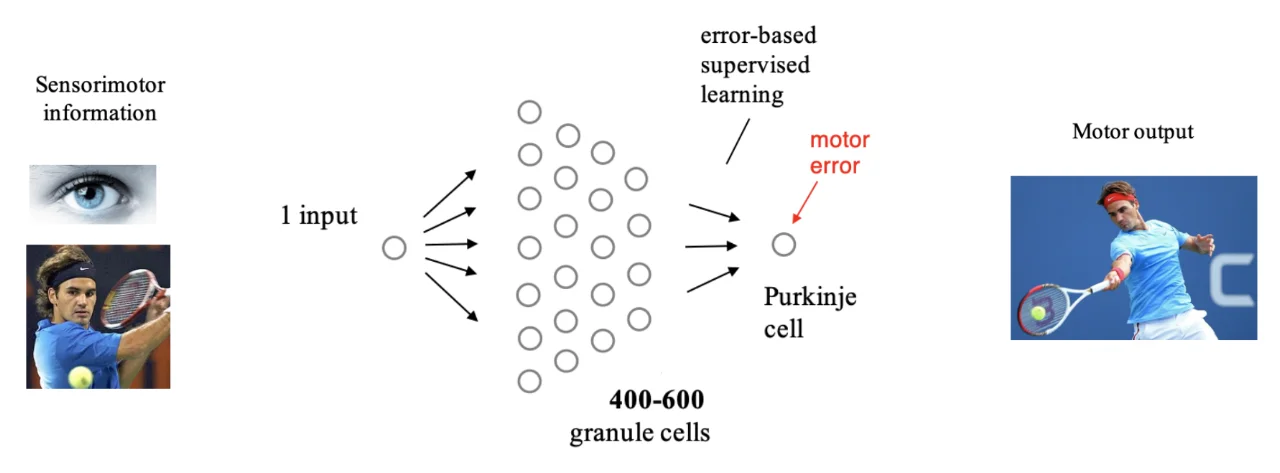 Sensorimotor
information
1 input
400-600
granule cells
error-based
supervised
learning
motor
error
Purkinje
cell
Motor output
C